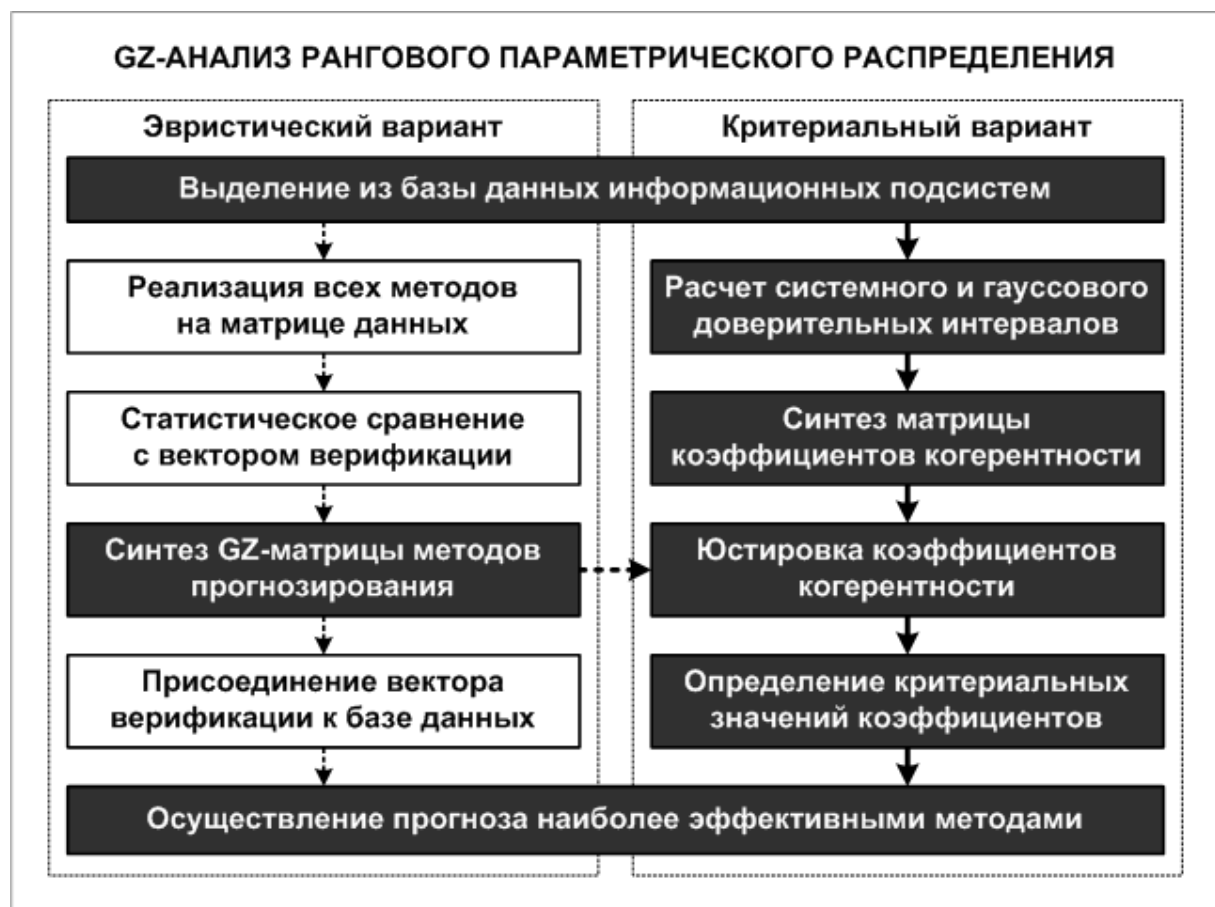 GZ-АНАЛИЗ РАНГОВОГО ПАРАМЕТРИЧЕСКОГО РАСПРЕДЕЛЕНИЯ
Эвристический вариант
Критериальный вариант
Выделение из базы данных информационных подсистем
Реализация всех методов
на матрице данных
Расчет системного и гауссового
доверительных интервалов
Статистическое сравнение
с вектором верификации
Синтез матрицы
коэффициентов когерентности
Синтез GZ-матрицы методов
прогнозирования
Юстировка коэффициентов
когерентности
Присоединение вектора
верификации к базе данных
Определение критериальных
значений коэффициентов
Осуществление прогноза наиболее эффективными методами